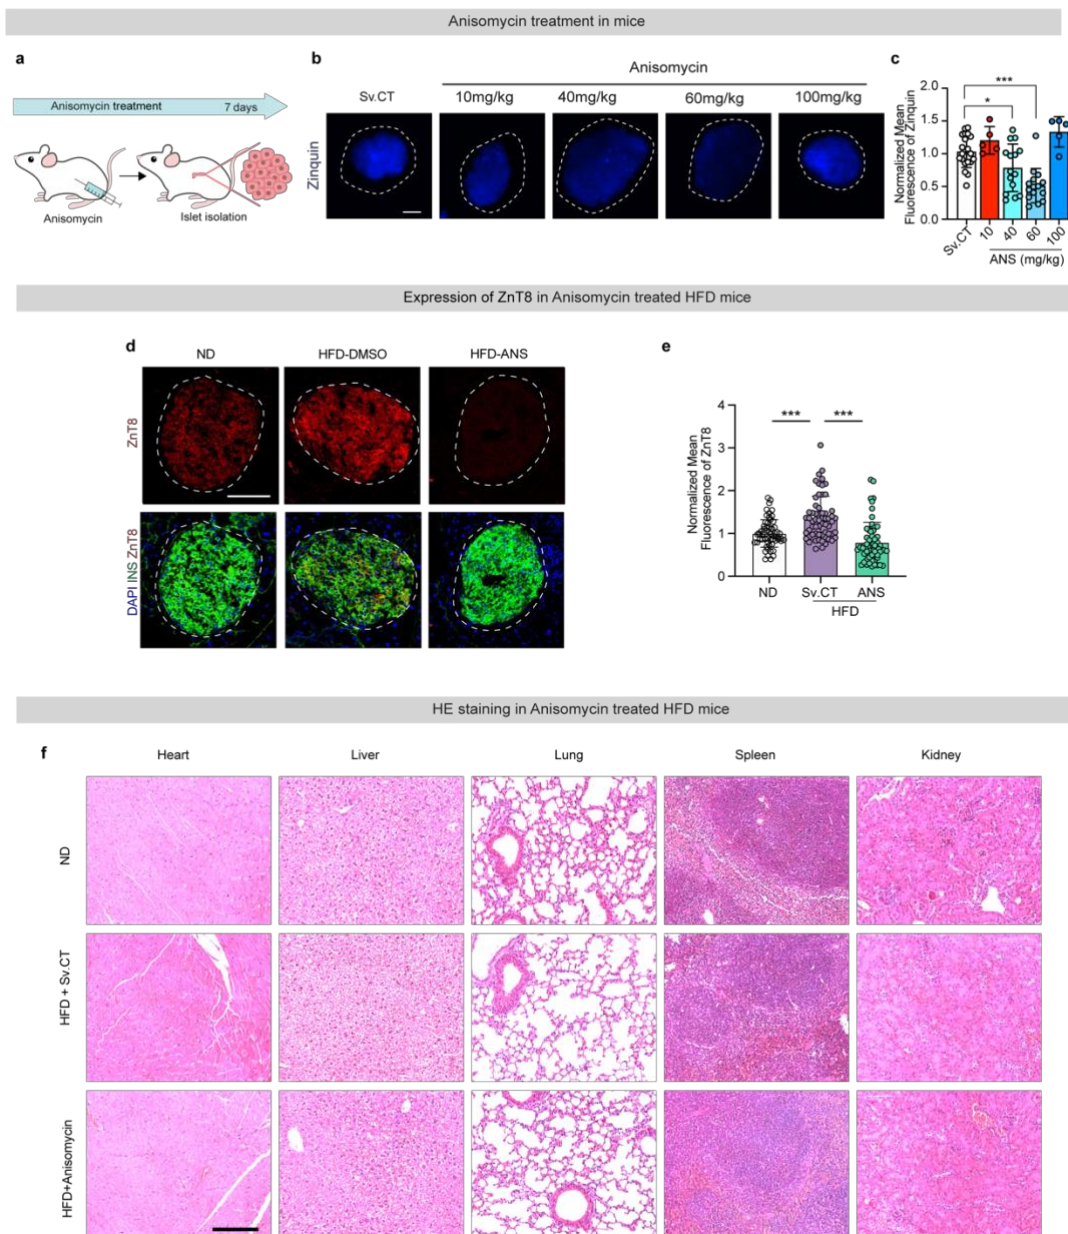 Anisomycin treatment in mice
a
Anisomycin treatment 7 days
Anisomycin
Islet isolation
b
Anisomycin
Sv.CT 10mg/kg 40mg/kg 60mg/kg 100mg/kg
Zinquin
c
Normalized Mean
Fluorescence of Zinquin
2.0
1.5
1.0
0.5
0.0
***
*
Sv.CT 10 40 60 100
ANS (mg/kg)
Expression of ZnT8 in Anisomycin treated HFD mice
d
ND HFD-DMSO HFD-ANS
ZnT8
DAPI INS ZnT8
e
Normalized Mean
Fluorescence of ZnT8
4
3
2
1
0
*** ***
ND Sv.CT ANS
HFD
HE staining in Anisomycin treated HFD mice
f
Heart Liver Lung Spleen Kidney
ND
HFD + Sv.CT
HFD+Anisomycin